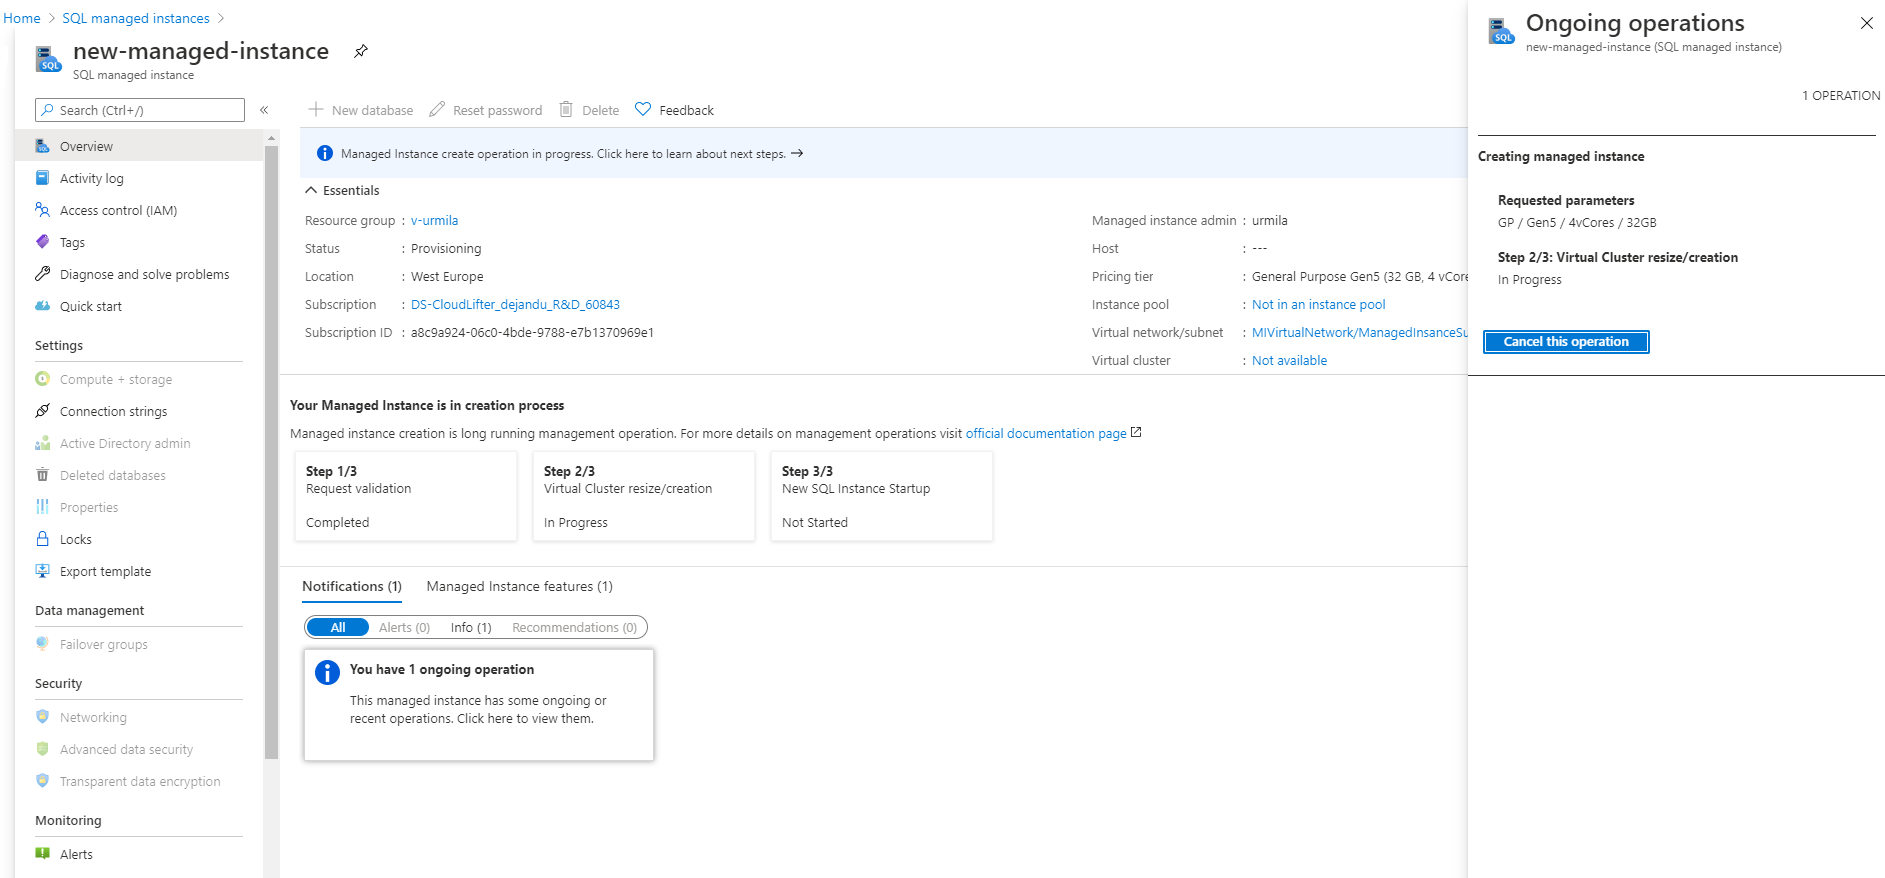 Home > SQL managed instances >
new-managed-instance
SQL managed instance
Search (Ctrl+/)
«
Overview
Activity log
Access control (IAM)
Tags
Diagnose and solve problems
Quick start
Settings
Compute + storage
Connection strings
Active Directory admin
Deleted databases
Properties
Locks
Export template
Data management
Failover groups
Security
Networking
Advanced data security
Transparent data encryption
Monitoring
Alerts
New database Reset password Delete Feedback
Managed Instance create operation in progress. Click here to learn about next steps. →
Essentials
Resource group : v-urmila
Status : Provisioning
Location : West Europe
Subscription : DS-CloudLifter_dejandu_R&D_60843
Subscription ID : a8c9a924-06c0-4bde-9788-e7b1370969e1
Managed instance admin : urmila
Host : ---
Pricing tier : General Purpose Gen5 (32 GB, 4 vCore
Instance pool : Not in an instance pool
Virtual network/subnet : MIVirtualNetwork/ManagedInsanceSu
Virtual cluster : Not available
Your Managed Instance is in creation process
Managed instance creation is long running management operation. For more details on management operations visit official documentation page
Step 1/3
Request validation
Completed
Step 2/3
Virtual Cluster resize/creation
In Progress
Step 3/3
New SQL Instance Startup
Not Started
Notifications (1) Managed Instance features (1)
All Alerts (0) Info (1) Recommendations (0)
You have 1 ongoing operation
This managed instance has some ongoing or
recent operations. Click here to view them.
Ongoing operations
new-managed-instance (SQL managed instance)
1 OPERATION
Creating managed instance
Requested parameters
GP / Gen5 / 4vCores / 32GB
Step 2/3: Virtual Cluster resize/creation
In Progress
Cancel this operation